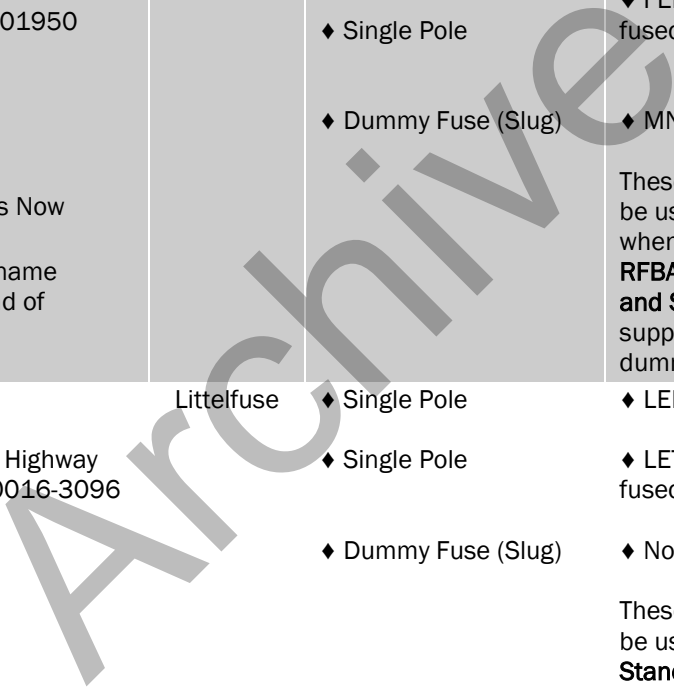 01950
♦ Single Pole
fused
♦ Dummy Fuse (Slug)
♦ MN
These
be us
s Now
when
name
RFBA
d of
and S
supp
dumm
Littelfuse
♦ Single Pole
♦ LE
Highway
0016-3096
♦ Single Pole
♦ LET
fused
♦ Dummy Fuse (Slug)
♦ No
These
be us
Stand
Archive